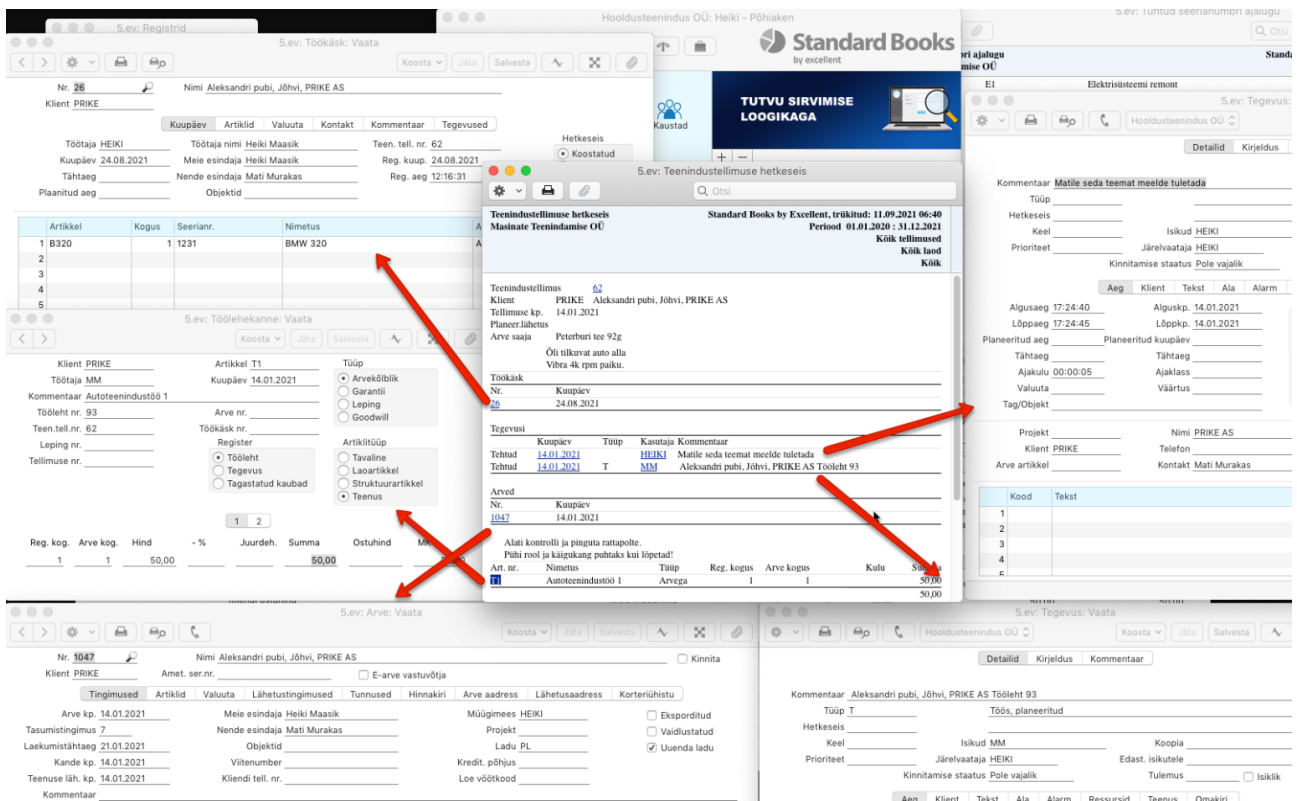 5.ev: Registrid
Hooldusteenindus OÜ: Heiki - Põhiaken
5.ev: Tuntud seerianumbri ajalugu
5.ev: Töökäsk: Vaata
Koosta
Jäta
Salvesta
Nr. 26
Nimi Aleksandri pubi, Jõhvi, PRIKE AS
Klient PRIKE
Kuupäev Artiklid Valuuta Kontakt Kommentaar Tegevused
Töötaja HEIKI
Töötaja nimi Heiki Maasik
Teen. tell. nr. 62
Hetkeseis
Kuupäev 24.08.2021
Meie esindaja Heiki Maasik
Reg. kuup. 24.08.2021
Koostatud
Tähtaeg
Nende esindaja Mati Murakas
Reg. aeg 12:16:31
Plaanitud aeg
Objektid
Artikkel Kogus Seerianr. Nimetus
1 B320 1 1231 BMW 320
2
3
4
5
Standard Books
by excellent
Kaustad
TUTVU SIRVIMISE
LOOGIKAGA
Otsi
ri ajalugu
Standa
mise OÜ
E1 Elektrisüsteemi remont
5.ev: Teenindustellimuse hetkeseis
Otsi
Teenindustellimuse hetkeseis
Standard Books by Excellent, trükitud: 11.09.2021 06:40
Masinate Teenindamise OÜ
Periood 01.01.2020 : 31.12.2021
Kõik tellimused
Kõik laod
Kõik
Teenindustellimus 62
Klient PRIKE Aleksandri pubi, Jõhvi, PRIKE AS
Tellimuse kp. 14.01.2021
Planeer.lähetus
Arve saaja Peterburi tee 92g
Õli tilkuvat auto alla
Vibra 4k rpm paiku.
Töökäsk
Nr. Kuupäev
26 24.08.2021
Tegevusi
Kuupäev Tüüp Kasutaja Kommentaar
Tehtud 14.01.2021 HEIKI Matile seda teemat meelde tuletada
Tehtud 14.01.2021 T MM Aleksandri pubi, Jõhvi, PRIKE AS Tööleht 93
Arved
Nr. Kuupäev
1047 14.01.2021
Alati kontrolli ja pinguta rattapolte.
Pühi rool ja käigukang puhtaks kui lõpetad!
Art. nr. Nimetus Tüüp Reg. kogus Arve kogus Kulu
T1 Autoteenindustöö 1 Arvega 1 1 50,00
50,00
5.ev: Tegevus:
Hooldusteenindus OÜ
Detailid Kirjeldus
Kommentaar Matile seda teemat meelde tuletada
Tüüp
Hetkeseis
Keel
Isikud HEIKI
Prioriteet
Järelvaataja HEIKI
Kinnitamise staatus Pole vajalik
Aeg Klient Tekst Ala Alarm
Algusaeg 17:24:40
Alguskp. 14.01.2021
Lõppaeg 17:24:45
Lõppkp. 14.01.2021
Planeeritud aeg
Planeeritud kuupäev
Tähtaeg
Tähtaeg
Ajakulu 00:00:05
Ajaklass
Valuuta
Väärtus
Tag/Objekt
Projekt
Nimi PRIKE AS
Klient PRIKE
Telefon
Arve artikkel
Kontakt Mati Murakas
Kood Tekst
1
2
3
4
5
5.ev: Töölehekanne: Vaata
Koosta
Jäta
Salvesta
Klient PRIKE
Artikkel T1
Tüüp
Töötaja MM
Kuupäev 14.01.2021
Arvekõlblik
Kommentaar Autoteenindustöö 1
Garantii
Leping
Tööleht nr. 93
Arve nr.
Goodwill
Teen.tell.nr. 62
Töökäsk nr.
Leping nr.
Register
Artiklitüüp
Tellimuse nr.
Tööleht
Tavaline
Tegevus
Laoartikkel
Tagastatud kaubad
Struktuurartikkel
Teenus
1 2
Reg. kog. Arve kog. Hind - % Juurdeh. Summa Ostuhind
1 1 50,00 50,00
5.ev: Arve: Vaata
Koosta
Jäta
Salvesta
Nr. 1047
Nimi Aleksandri pubi, Jõhvi, PRIKE AS
Kinnita
Klient PRIKE
Amet. ser.nr.
E-arve vastuvõtja
Tingimused Artiklid Valuuta Lähetustingimused Tunnused Hinnakiri Arve aadress Lähetusaadress Korteriühistu
Arve kp. 14.01.2021
Meie esindaja Heiki Maasik
Müügimees HEIKI
Eksporditud
Tasumistingimus 7
Nende esindaja Mati Murakas
Projekt
Vaidlustatud
Laekumistähtaeg 21.01.2021
Objektid
Ladu PL
Uuenda ladu
Kande kp. 14.01.2021
Viitenumber
Kredit. põhjus
Teenuse läh. kp. 14.01.2021
Kliendi tell. nr.
Loe vöötkood
Kommentaar
5.ev: Tegevus: Vaata
Hooldusteenindus OÜ
Koosta
Jäta
Salvesta
Detailid Kirjeldus Kommentaar
Kommentaar Aleksandri pubi, Jõhvi, PRIKE AS Tööleht 93
Tüüp T
Töös, planeeritud
Hetkeseis
Keel
Isikud MM
Koopia
Prioriteet
Järelvaataja HEIKI
Edast. isikutele
Kinnitamise staatus Pole vajalik
Tulemus
Isiklik
Aeg Klient Tekst Ala Alarm Ressursid Teenus Omakiri